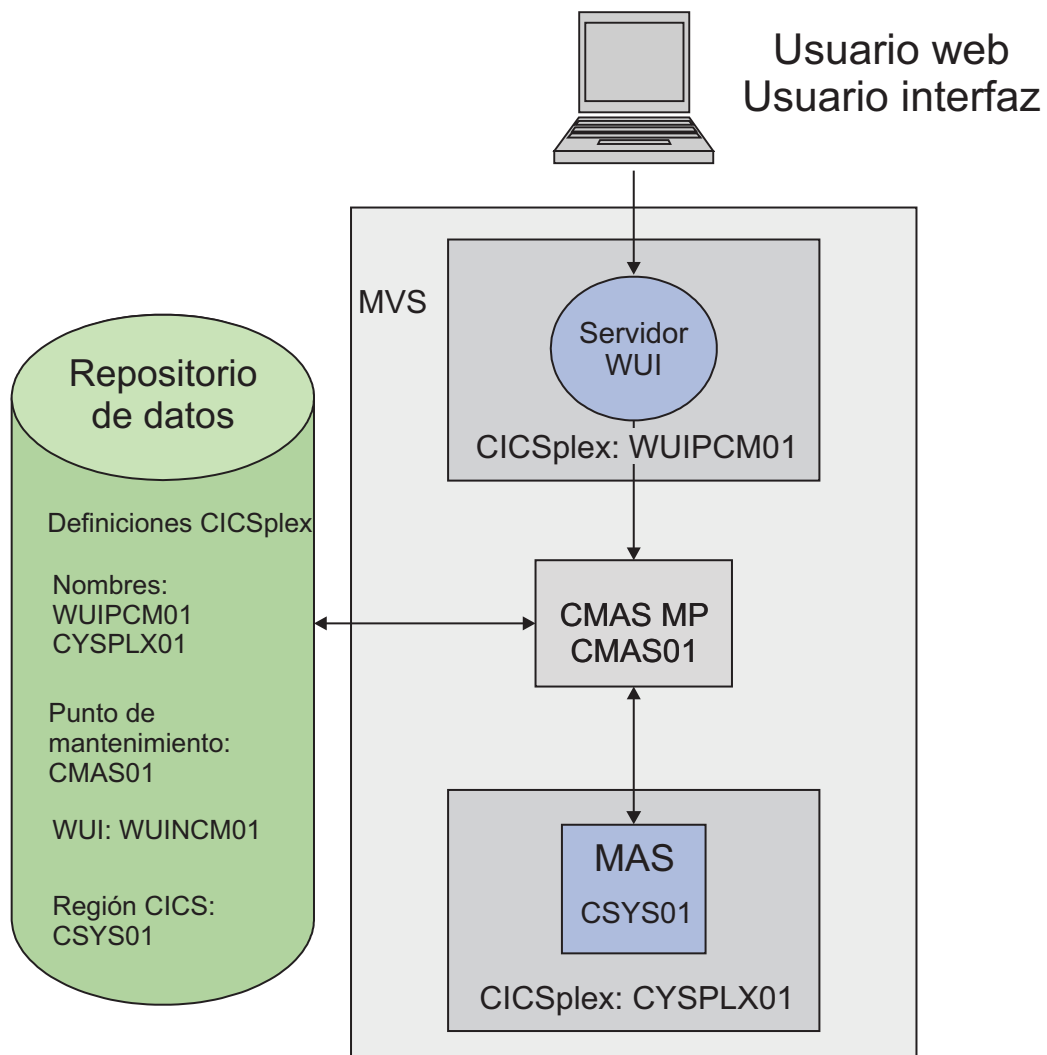 Usuario web
Usuario interfaz
MVS
Servidor
WUI
CICSplex: WUIPCM01
Repositorio
de datos
Definiciones CICSplex
Nombres:
WUIPCM01
CYSPLX01
Punto de
mantenimiento:
CMAS01
WUI: WUINCM01
Región CICS:
CSYS01
CMAS MP
CMAS01
MAS
CSYS01
CICSplex: CYSPLX01